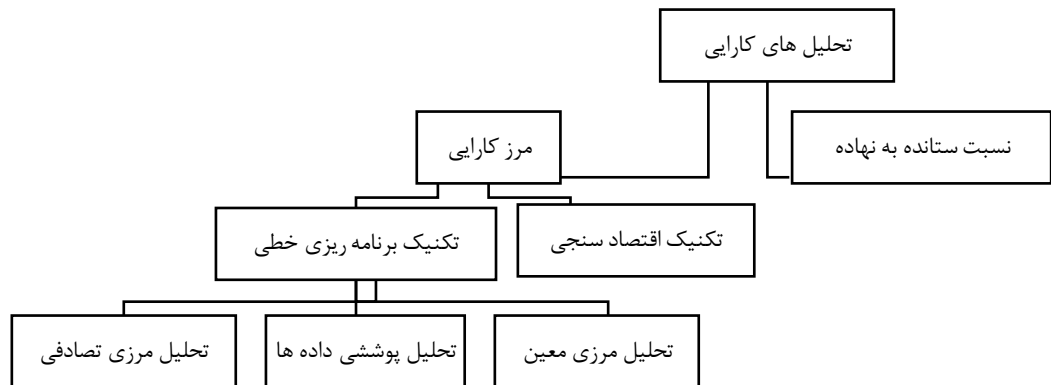 تحلیل های کارایی
نسبت ستانده به نهاده
مرز کارایی
تکنیک اقتصاد سنجی
تکنیک برنامه ریزی خطی
تحلیل مرزی معین
تحلیل پوششی داده ها
تحلیل مرزی تصادفی